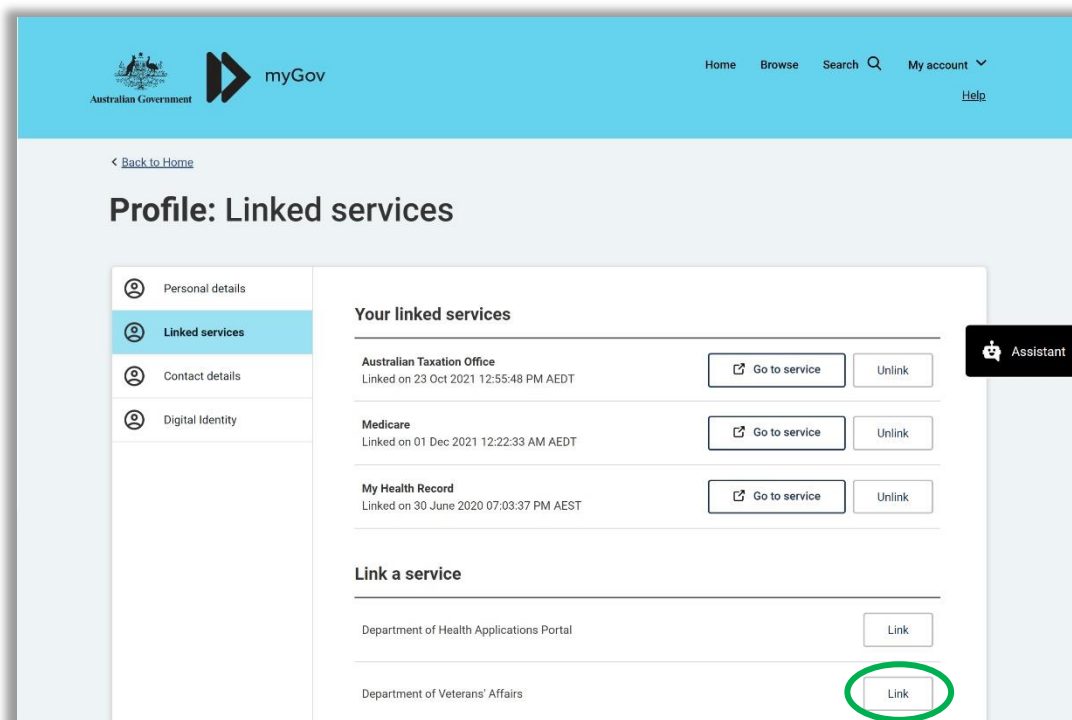 Home Browse Search My account
myGov
Australian Government
Help
Back to Home
Profile: Linked services
Personal details
Linked services
Contact details
Digital Identity
Your linked services
Australian Taxation Office
Linked on 23 Oct 2021 12:55:48 PM AEDT
Go to service Unlink
Medicare
Linked on 01 Dec 2021 12:22:33 AM AEDT
Go to service Unlink
My Health Record
Linked on 30 June 2020 07:03:37 PM AEST
Go to service Unlink
Assistant
Link a service
Department of Health Applications Portal Link
Department of Veterans' Affairs Link